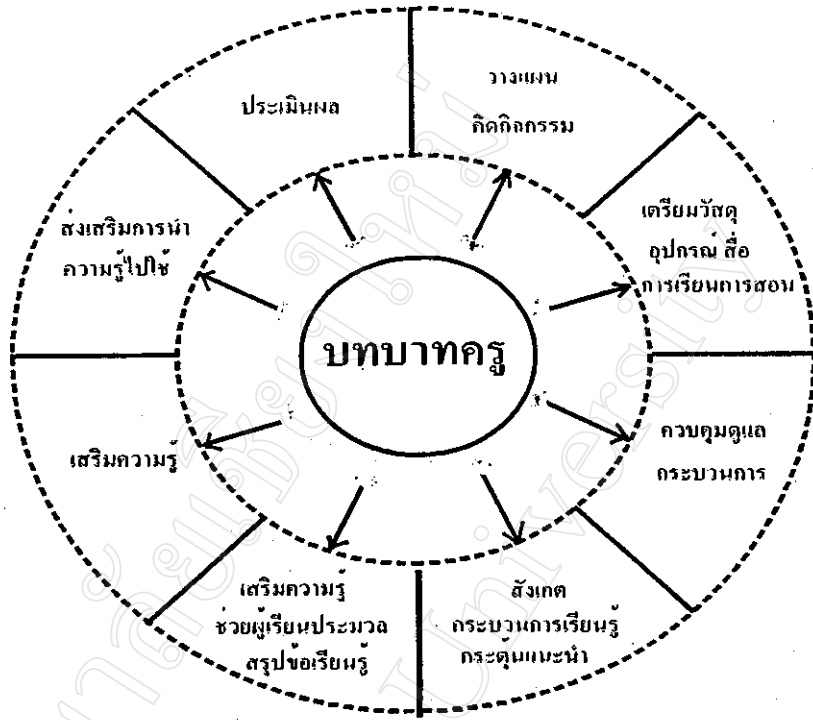 วางแผน
คิดกิจกรรม
เตรียมวัสดุ
อุปกรณ์ สื่อ
การเรียนการสอน
ควบคุมดูแล
กระบวนการ
สังเกต
กระบวนการเรียนรู้
กระตุ้นแนะนำ
เสริมความรู้
ช่วยผู้เรียนประมวล
สรุปข้อเรียนรู้
เสริมความรู้
ส่งเสริมการนำ
ความรู้ไปใช้
ประเมินผล
บทบาทครู
University